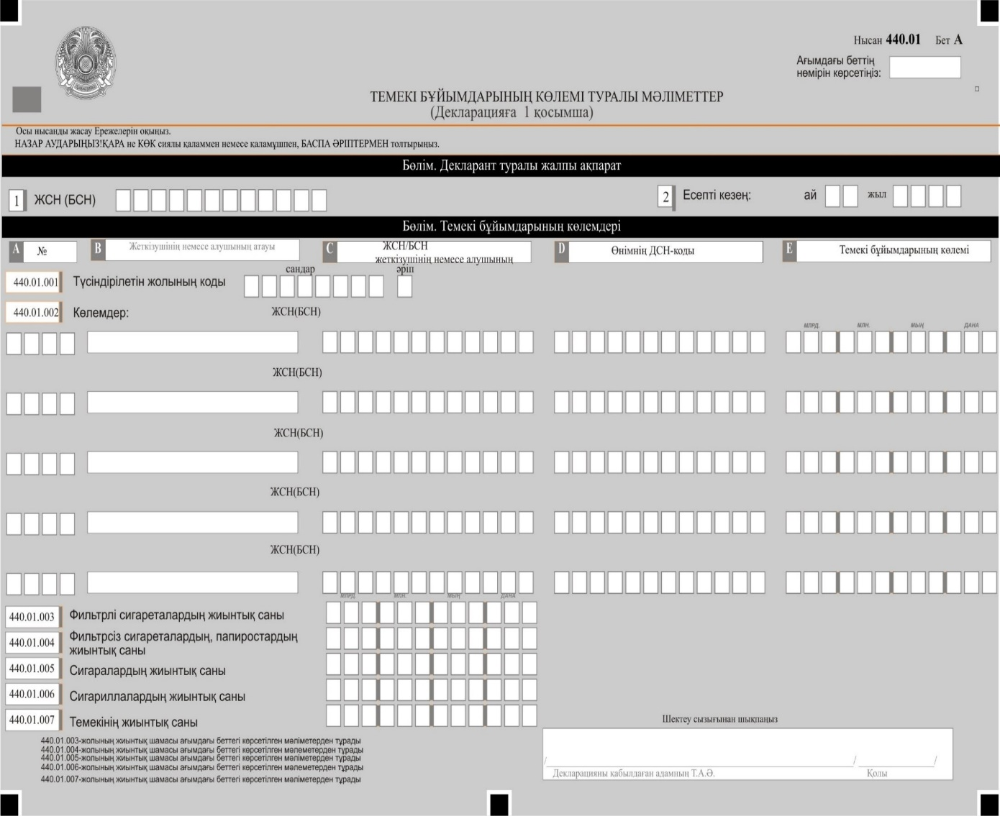 Нысан 440.01 Бет А
Ағымдағы беттің
нөмірін көрсетіңіз:
ТЕМЕКІ БҰЙЫМДАРЫНЫҢ КӨЛЕМІ ТУРАЛЫ МӘЛІМЕТТЕР
(Декларацияға 1 қосымша)
Осы нысанды жасау Ережелерін оқыңыз.
НАЗАР АУДАРЫҢЫЗ!ҚАРА не КӨК сиялы қаламмен немесе қаламұшпен, БАСПА ӘРІПТЕРМЕН толтырыңыз.
Бөлім. Декларант туралы жалпы ақпарат
1 ЖСН (БСН) 2 Есепті кезең: ай жыл
Бөлім. Темекі бұйымдарының көлемдері
A № B Жеткізушінің немесе алушының атауы C ЖСН/БСН жеткізушінің немесе алушының D Өнімнің ДСН-коды E Темекі бұйымдарының көлемі
сандар әріп
440.01.001 Түсіндірілетін жолының коды
440.01.002 Көлемдер: ЖСН(БСН)
МЛРД. МЛН. МЫҢ ДАНА
ЖСН(БСН)
ЖСН(БСН)
ЖСН(БСН)
ЖСН(БСН)
МЛРД. МЛН. МЫҢ ДАНА
440.01.003 Фильтрлі сигареталардың жиынтық саны
440.01.004 Фильтрсіз сигареталардың, папиростардың
жиынтық саны
440.01.005 Сигаралардың жиынтық саны
440.01.006 Сигариллалардың жиынтық саны
440.01.007 Темекінің жиынтық саны
Шектеу сызығынан шықпаңыз
440.01.003-жолының жиынтық шамасы ағымдағы беттегі көрсетілген мәліметерден тұрады
440.01.004-жолының жиынтық шамасы ағымдағы беттегі көрсетілген мәлеметерден тұрады
440.01.005-жолының жиынтық шамасы ағымдағы беттегі көрсетілген мәліметерден тұрады
440.01.006-жолының жиынтық шамасы ағымдағы беттегі көрсетілген мәлеметерден тұрады
440.01.007-жолының жиынтық шамасы ағымдағы беттегі көрсетілген мәліметерден тұрады
/ / /
Декларацияны қабылдаған адамның Т.А.Ә. Қолы